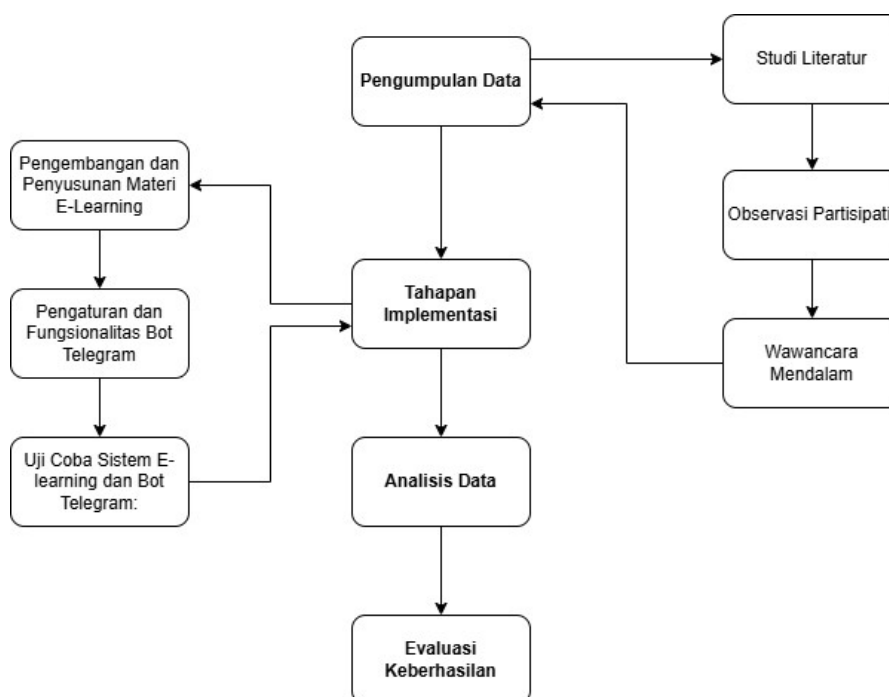 Pengumpulan Data
Studi Literatur
Observasi Partisipati
Wawancara
Mendalam
Tahapan
Implementasi
Pengembangan dan
Penyusunan Materi
E-Learning
Pengaturan dan
Fungsionalitas Bot
Telegram
Uji Coba Sistem E-
learning dan Bot
Telegram:
Analisis Data
Evaluasi
Keberhasilan